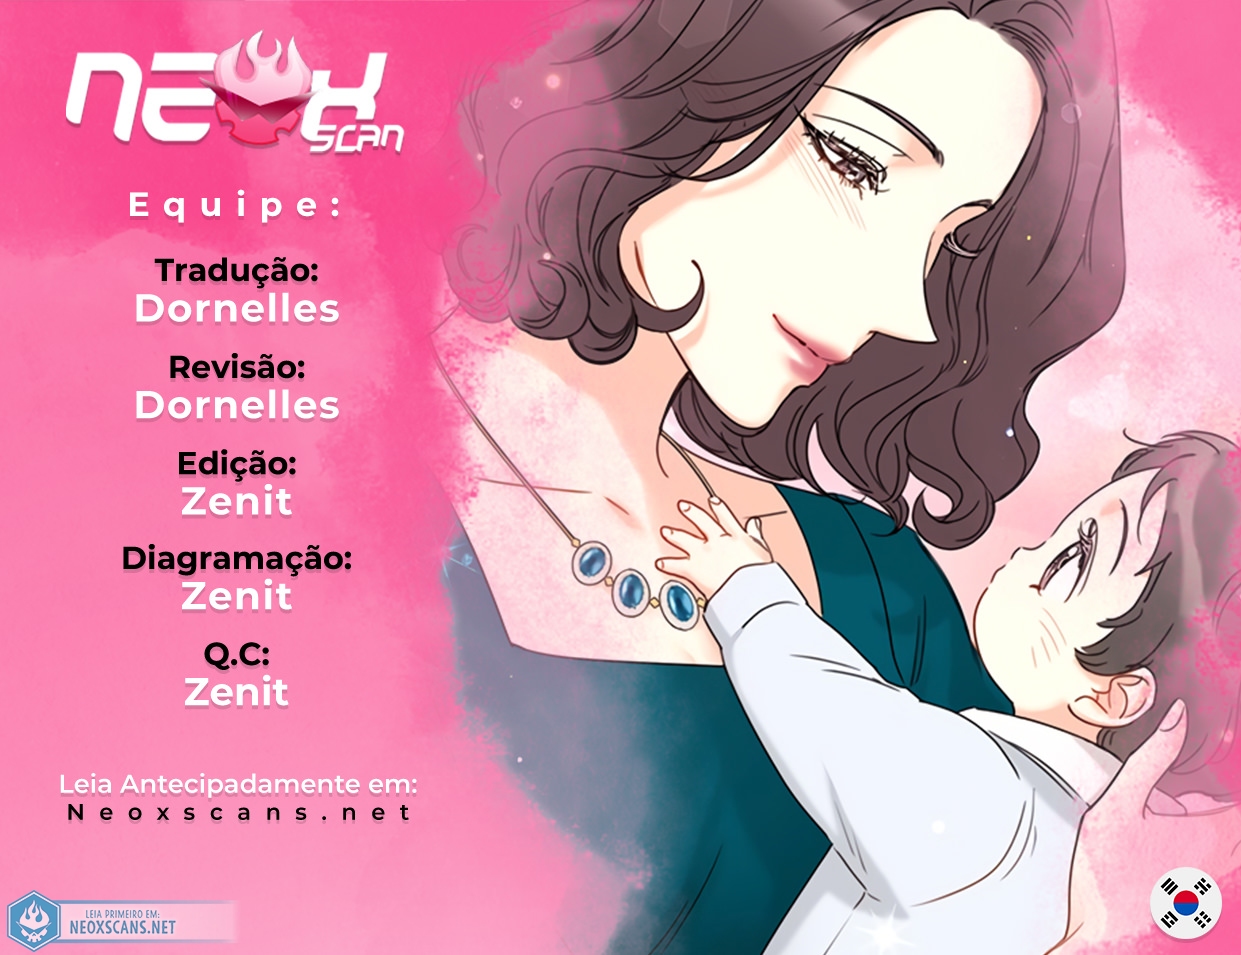 NEOX
SCAN
Equipe:
Tradução:
Dornelles
Revisão:
Dornelles
Edição:
Zenit
Diagramação:
Zenit
Q.C:
Zenit
Leia Antecipadamente em:
Neoxscans.net
LEIA PRIMEIRO EM:
NEOXSCANS.NET